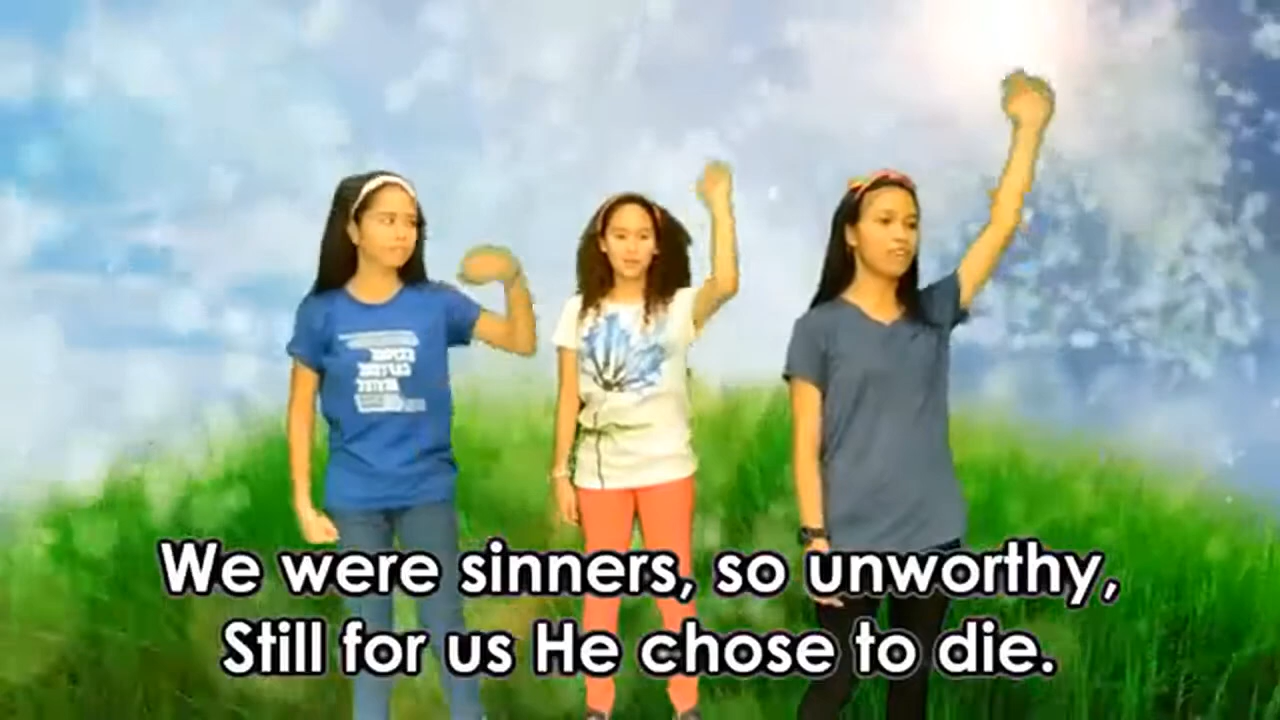 We were sinners, so unworthy,
Still for us He chose to die.